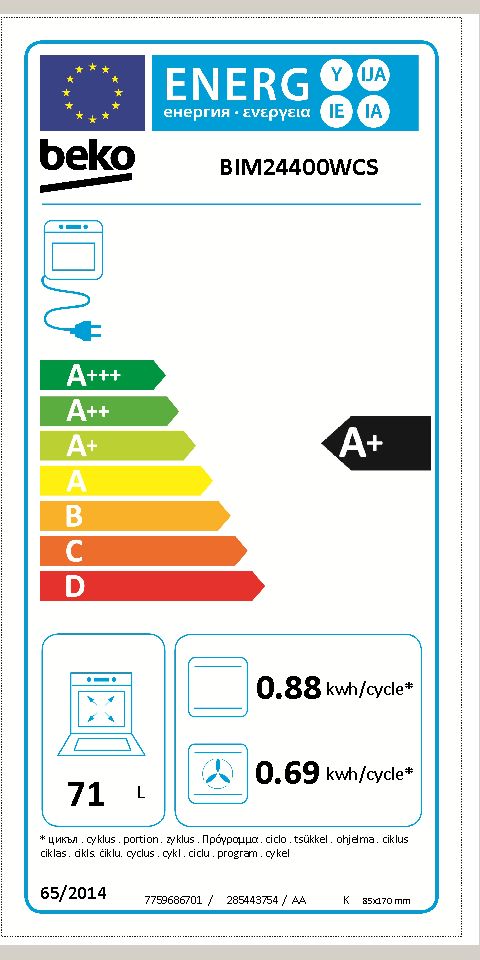 ENERG
Y IJA
IE IA
енергия · ενεργεια
beko
BIM24400WCS
A+++
A++
A+
A
B
C
D
A+
0.88 kwh/cycle*
0.69 kwh/cycle*
71 L
* цикъл . cyklus . portion . zyklus . Πρόγραμμα . ciclo . tsükkel . ohjelma . ciklus
ciklas . cikls. ċiklu. cyclus . cykl . ciclu . program . cykel
65/2014
7759686701 / 285443754 / AA K 85x170 mm